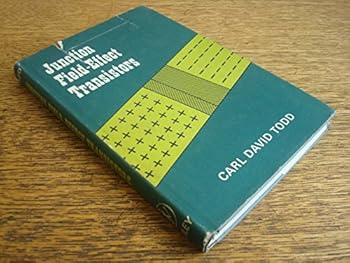 Junction
Field-Effect
Transistors
CARL DAVID TODD